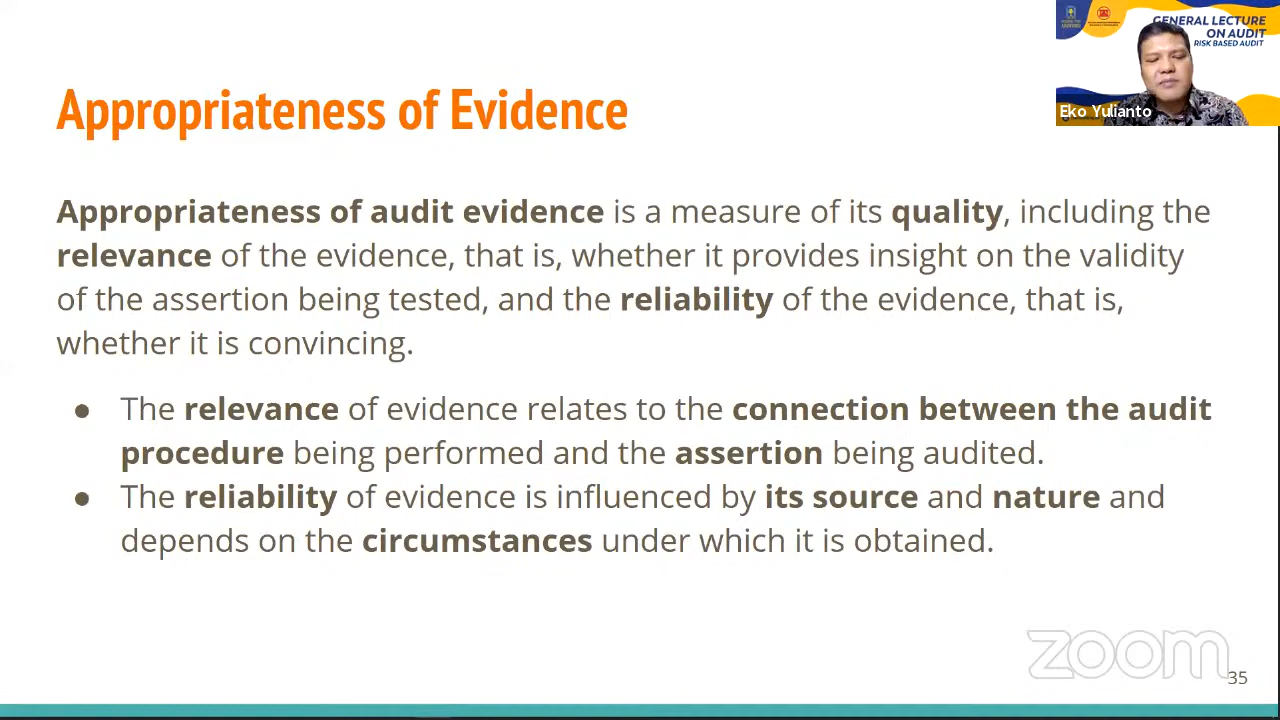 GENERAL LECTURE
ON AUDIT
RISK BASED AUDIT
Eko Yulianto
Appropriateness of Evidence
Appropriateness of audit evidence is a measure of its quality, including the
relevance of the evidence, that is, whether it provides insight on the validity
of the assertion being tested, and the reliability of the evidence, that is,
whether it is convincing.
● The relevance of evidence relates to the connection between the audit
procedure being performed and the assertion being audited.
● The reliability of evidence is influenced by its source and nature and
depends on the circumstances under which it is obtained.
zoom
35